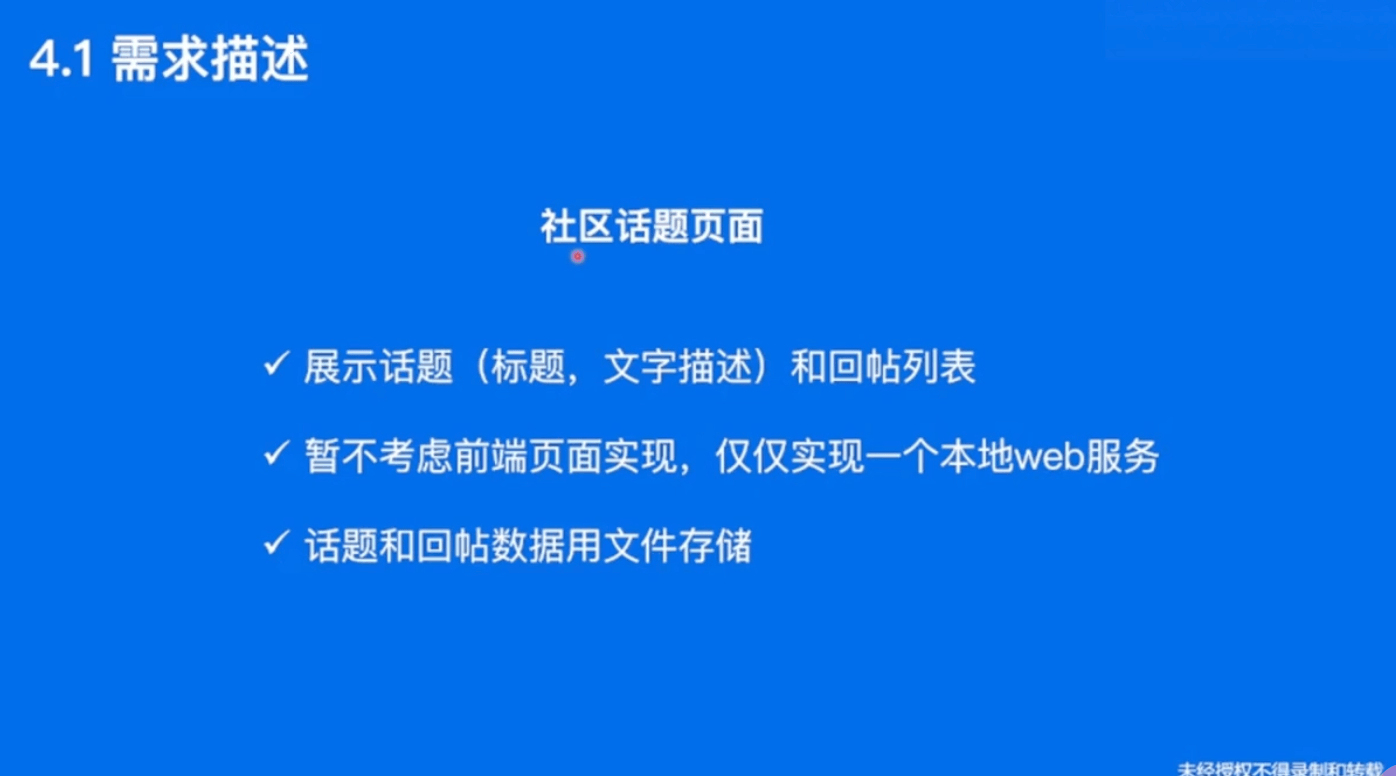 4.1 需求描述
社区话题页面
✓ 展示话题（标题，文字描述）和回帖列表
✓ 暂不考虑前端页面实现，仅仅实现一个本地web服务
✓ 话题和回帖数据用文件存储
未经授权不得录制和转载